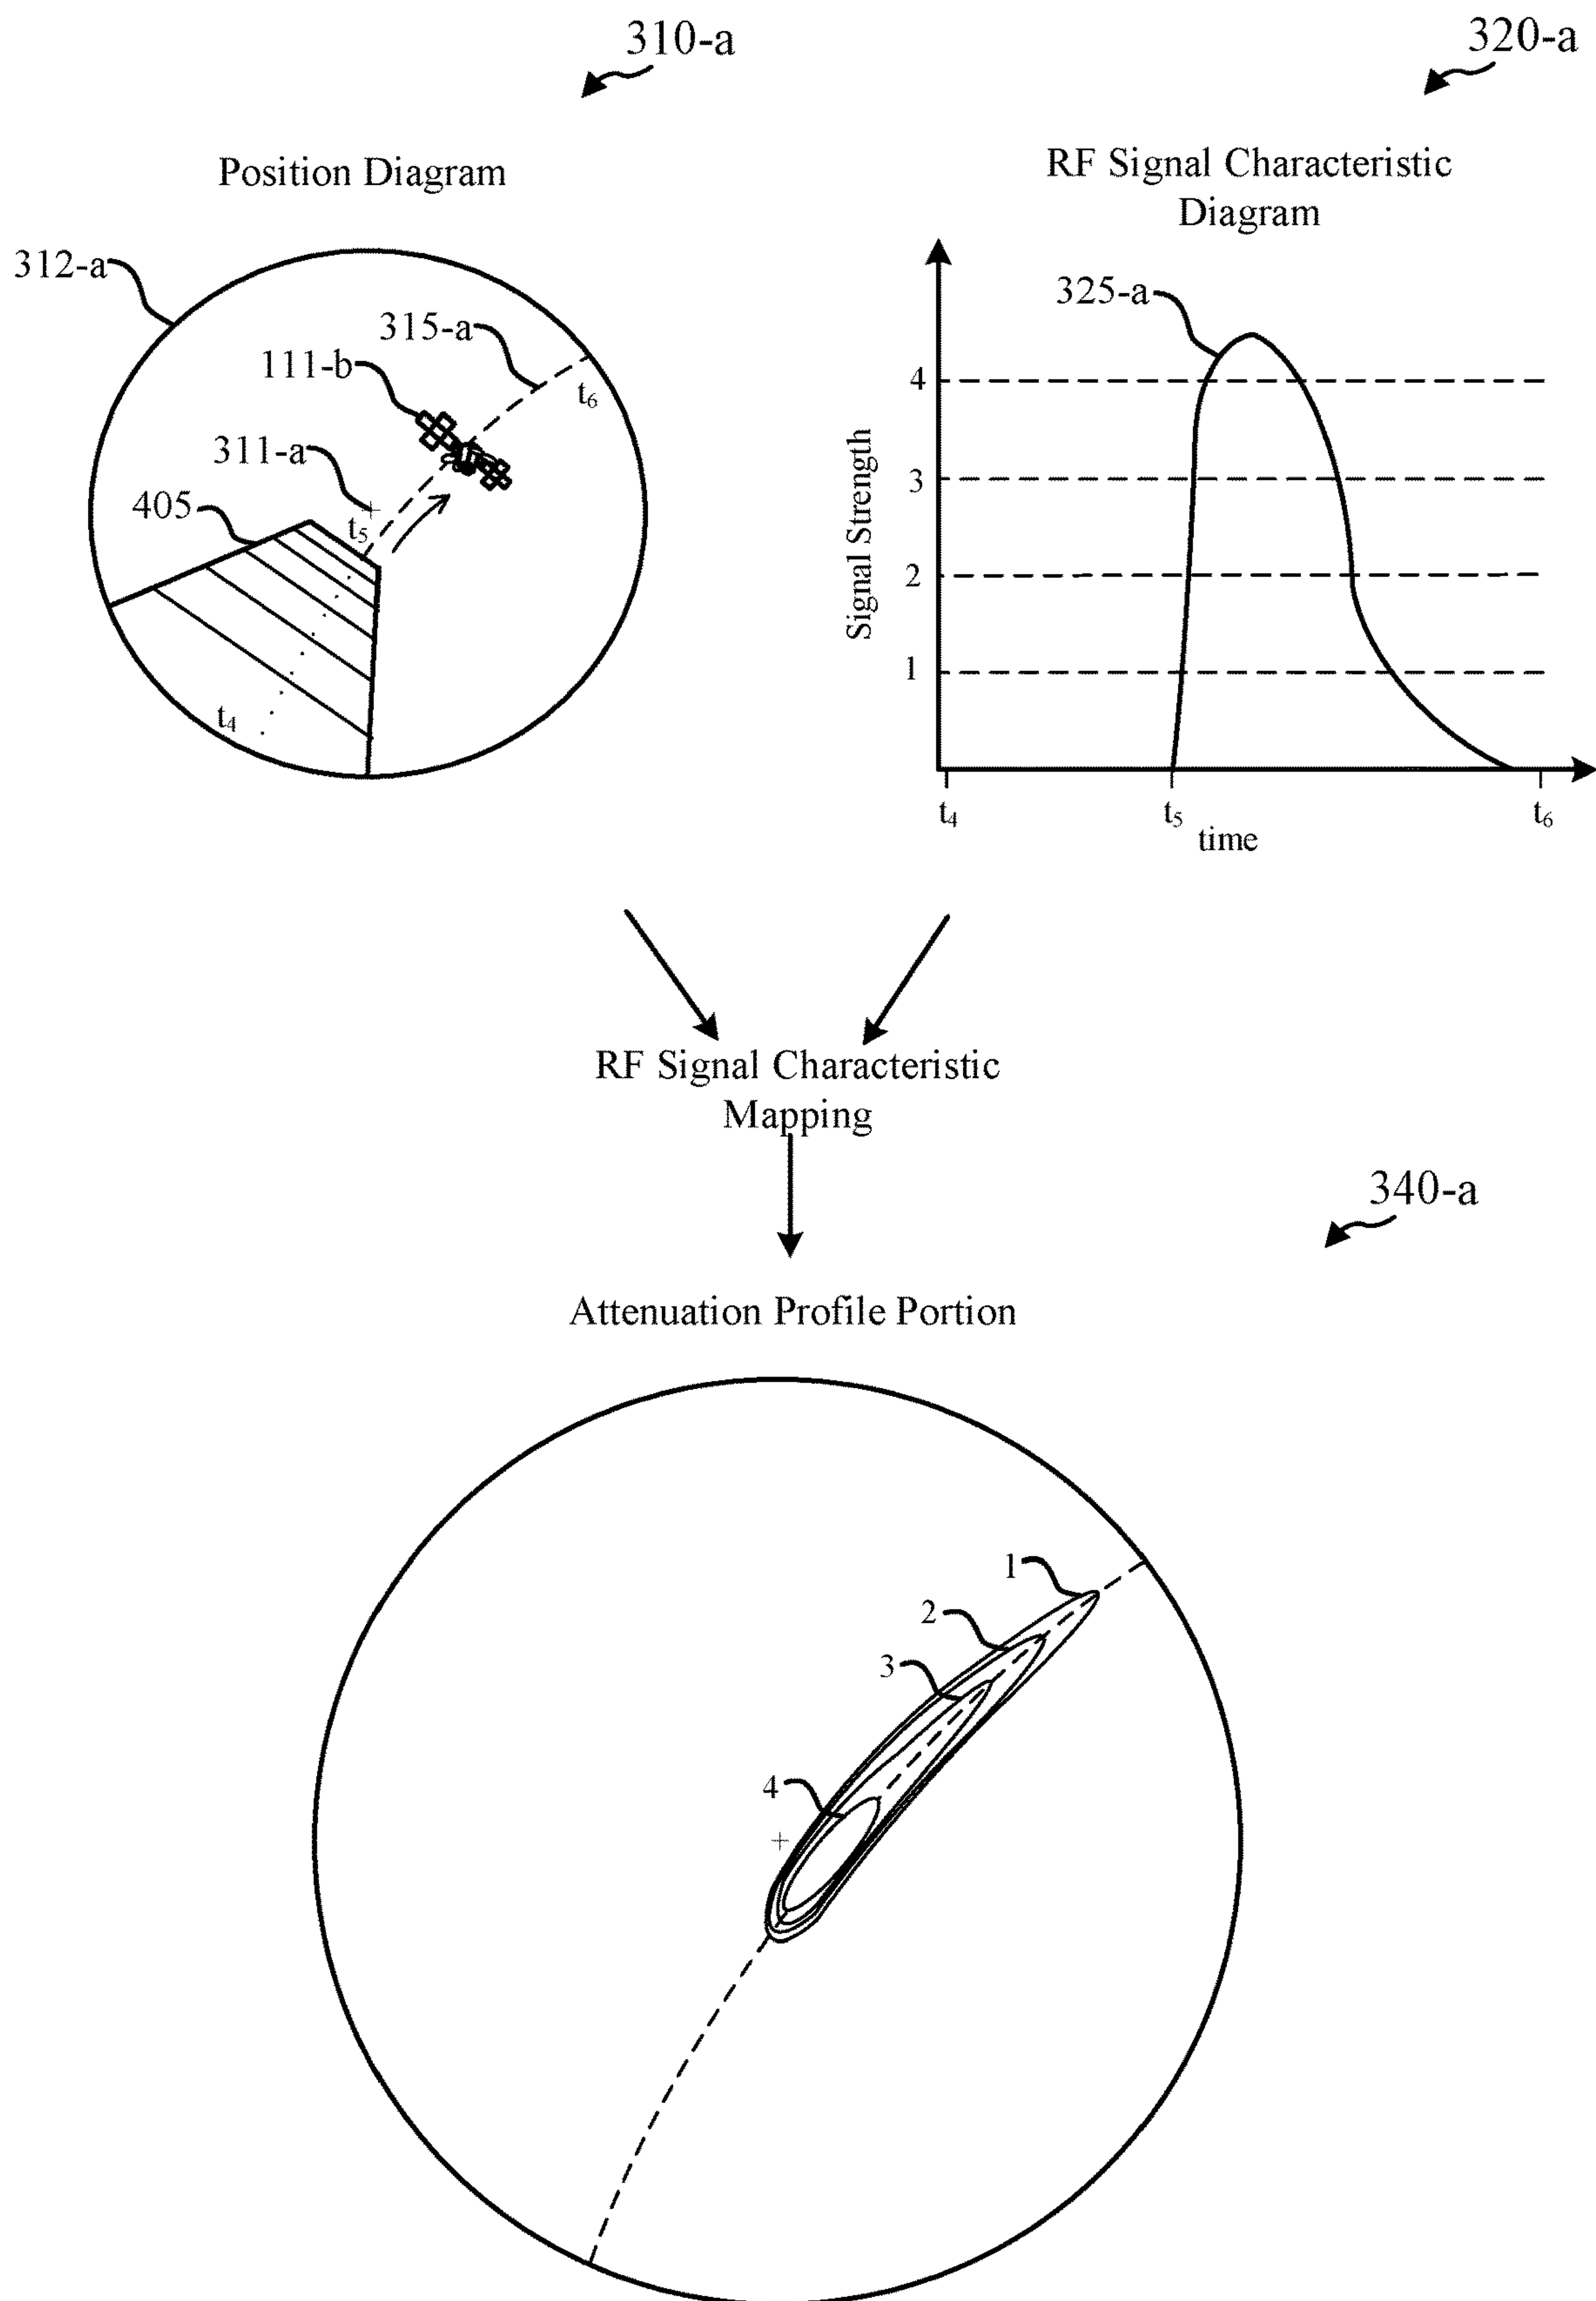 310-a
320-a
Position Diagram
RF Signal Characteristic
Diagram
312-a
315-a
111-b
311-a
405
t5
t6
t4
325-a
4
3
2
1
Signal Strength
t4
t5
t6
time
RF Signal Characteristic
Mapping
340-a
Attenuation Profile Portion
1
2
3
4